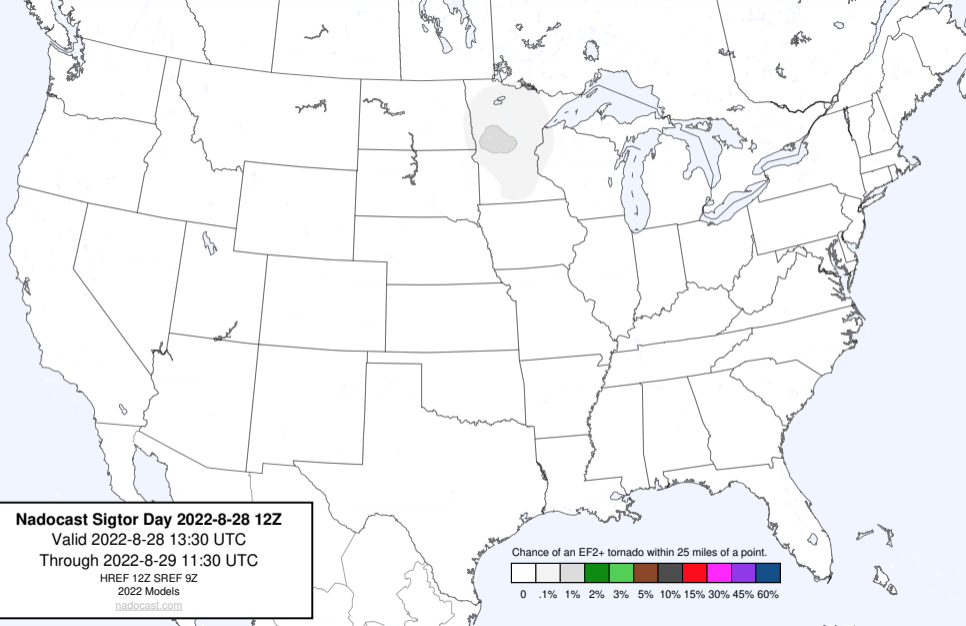 Nadocast Sigtor Day 2022-8-28 12Z
Valid 2022-8-28 13:30 UTC
Through 2022-8-29 11:30 UTC
HREF 12Z SREF 9Z
2022 Models
nadocast.com
Chance of an EF2+ tornado within 25 miles of a point.
0 .1% 1% 2% 3% 5% 10% 15% 30% 45% 60%